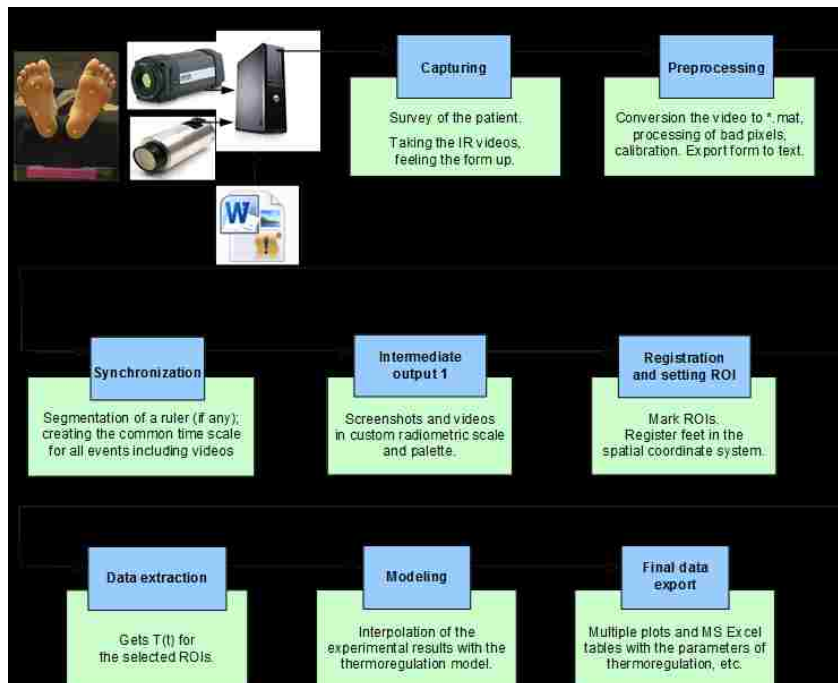 Capturing
Survey of the patient.
Taking the IR videos,
feeling the form up.
Preprocessing
Conversion the video to *.mat,
processing of bad pixels,
calibration. Export form to text.
W
Synchronization
Segmentation of a ruler (if any);
creating the common time scale
for all events including videos
Intermediate
output 1
Screenshots and videos
in custom radiometric scale
and palette.
Registration
and setting ROI
Mark ROIs.
Register feet in the
spatial coordinate system.
Data extraction
Gets T(t) for
the selected ROIs.
Modeling
Interpolation of the
experimental results with the
thermoregulation model.
Final data
export
Multiple plots and MS Excel
tables with the parameters of
thermoregulation, etc.